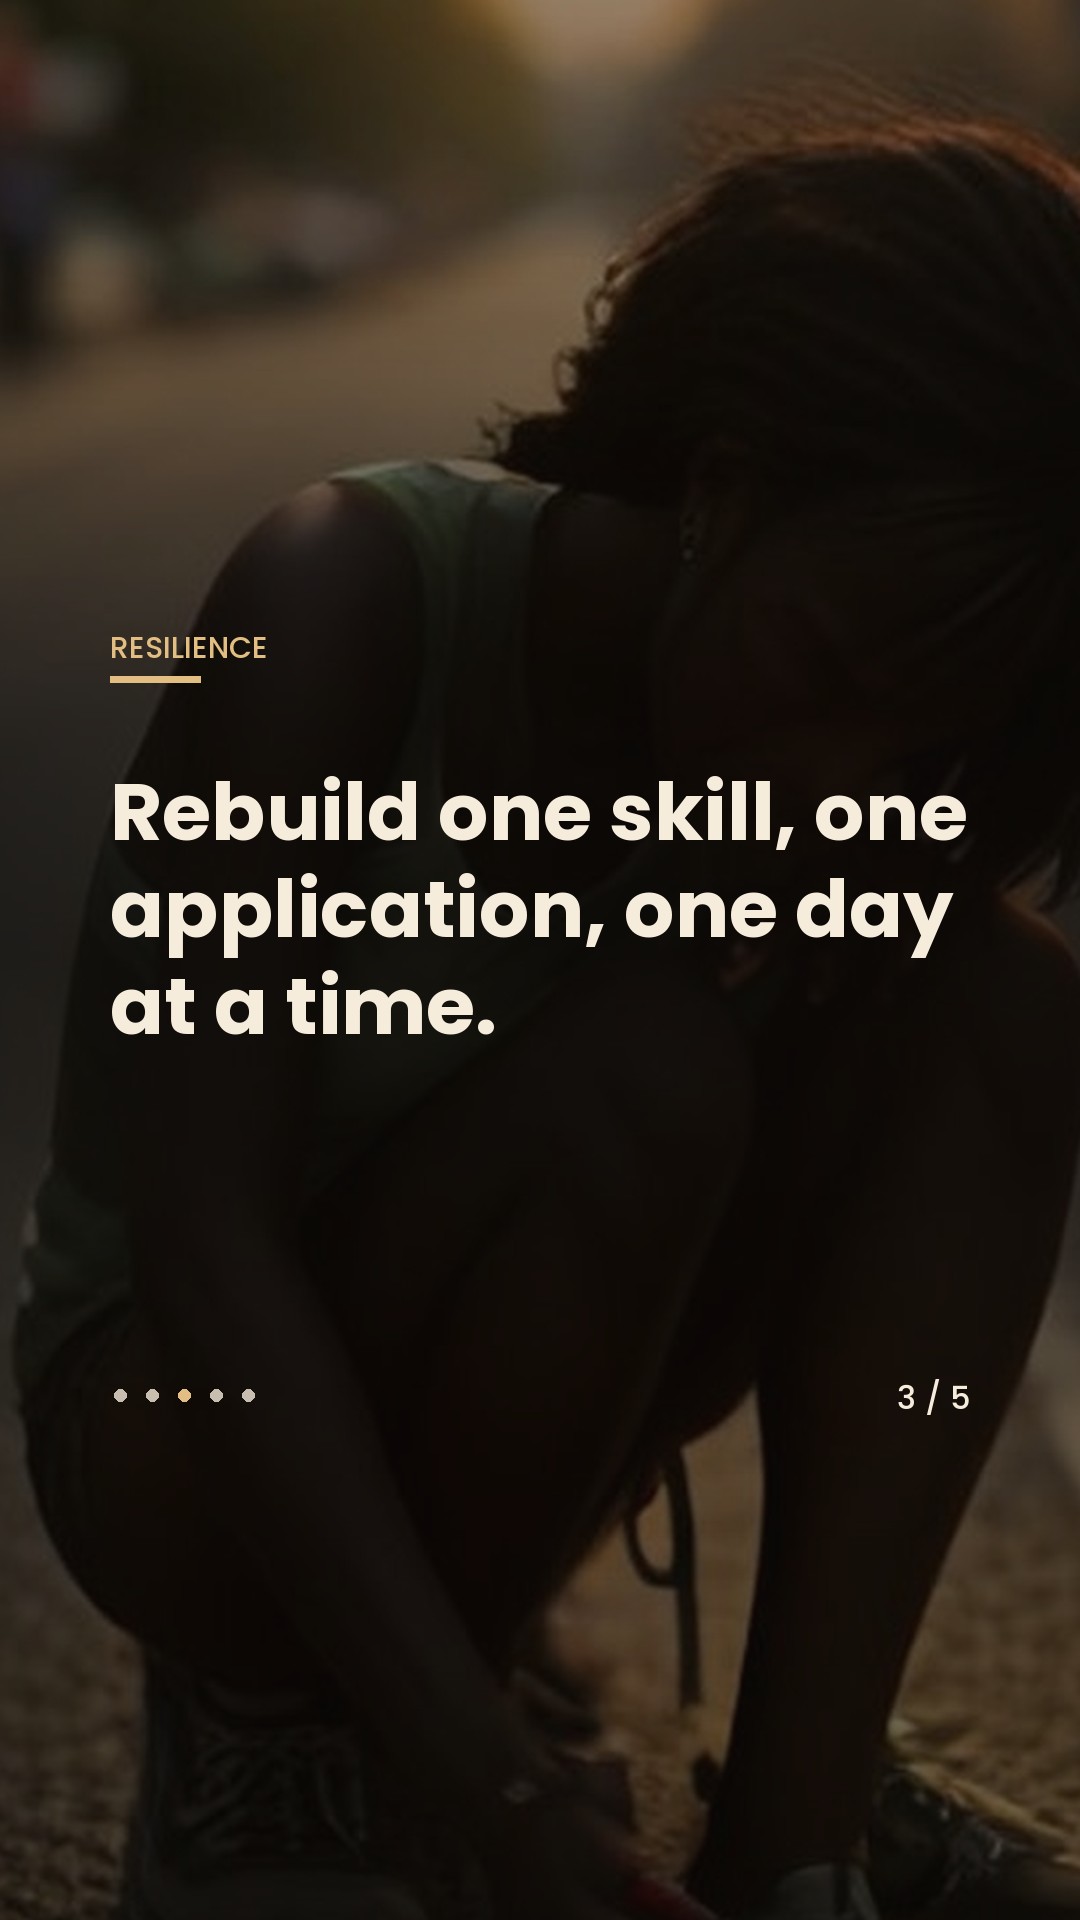 RESILIENCE
Rebuild one skill, one
application, one day
at a time.
3 / 5